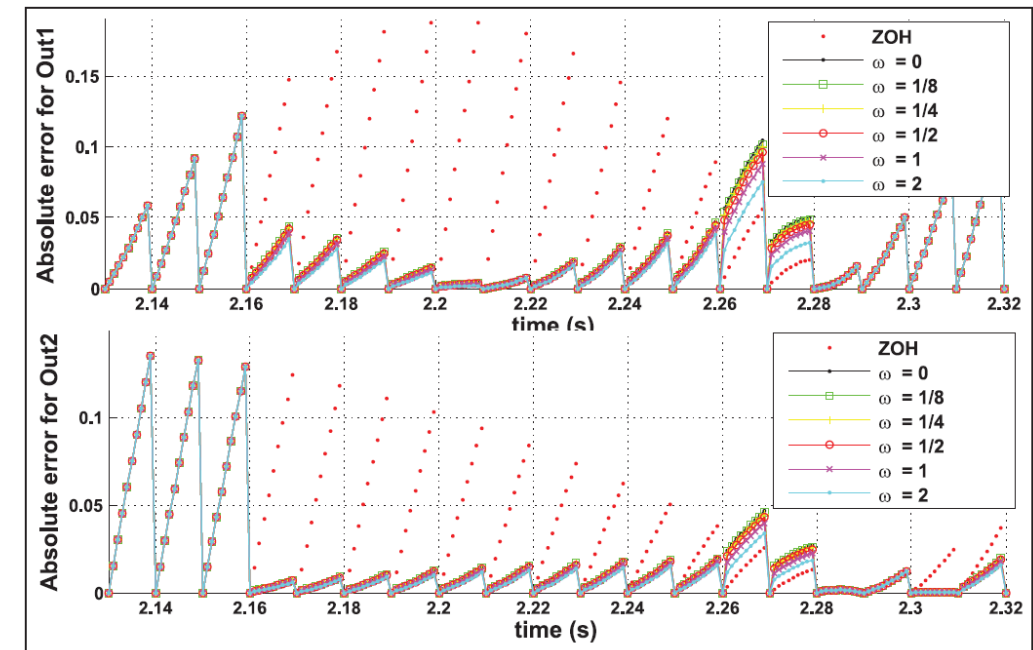 Absolute error for Out1
0.15
0.1
0.05
0
ZOH
ω = 0
ω = 1/8
ω = 1/4
ω = 1/2
ω = 1
ω = 2
2.14 2.16 2.18 2.2 2.22 2.24 2.26 2.28 2.3 2.32
time (s)
Absolute error for Out2
0.1
0.05
0
ZOH
ω = 0
ω = 1/8
ω = 1/4
ω = 1/2
ω = 1
ω = 2
2.14 2.16 2.18 2.2 2.22 2.24 2.26 2.28 2.3 2.32
time (s)